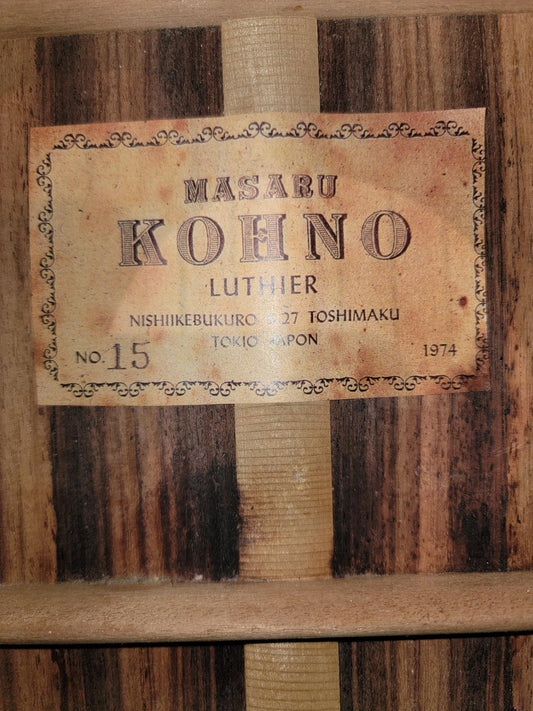 MASARU
KOHNO
LUTHIER
NISHIIKEBUKURO 27 TOSHIMAKU
TOKIO JAPON
NO. 15
1974